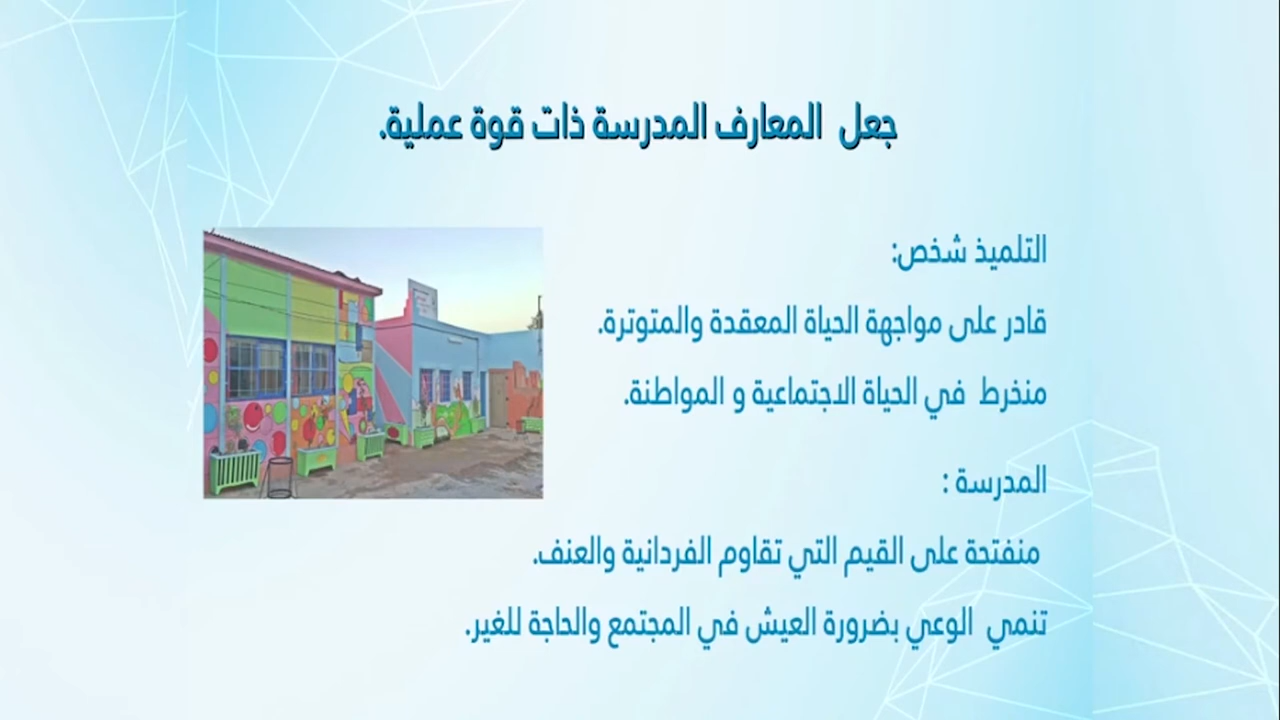 جعل المعارف المدرسة ذات قوة عملية.
التلميذ شخص:
قادر على مواجهة الحياة المعقدة والمتوترة.
منخرط في الحياة الاجتماعية و المواطنة.
المدرسة :
منفتحة على القيم التي تقاوم الفردانية والعنف.
تنمي الوعي بضرورة العيش في المجتمع والحاجة للغير.